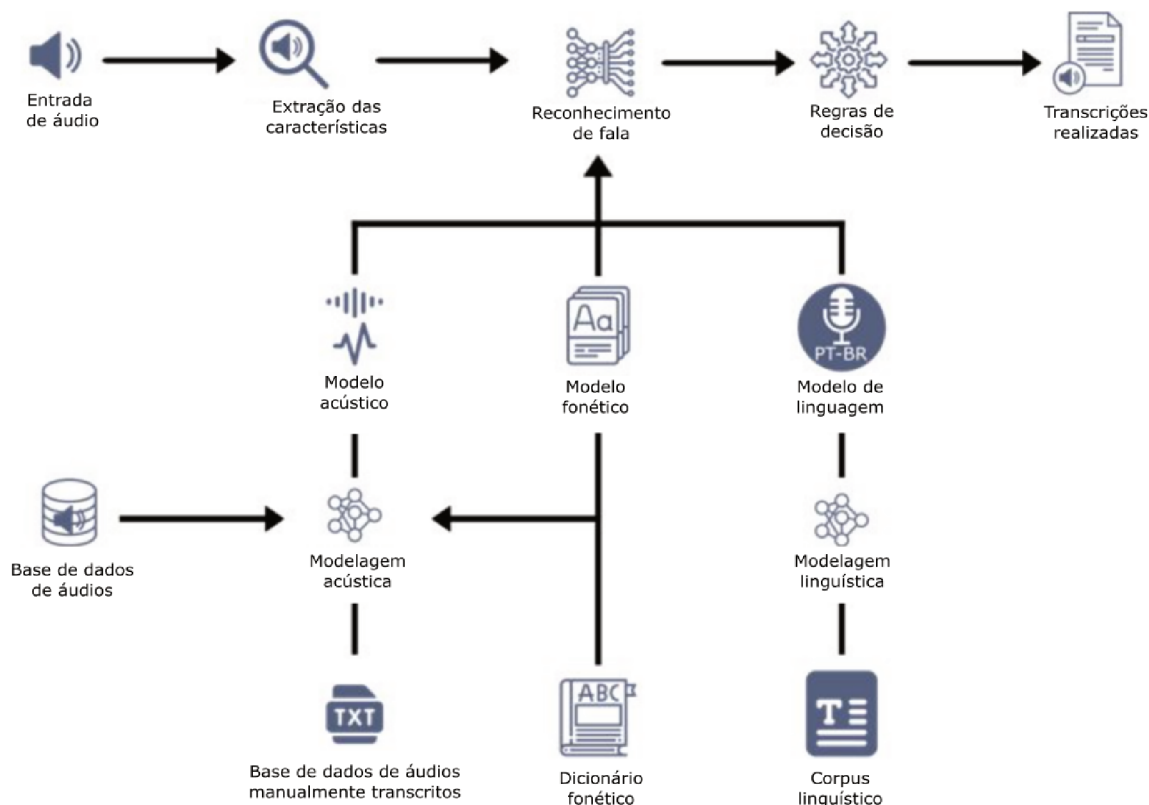 Entrada
de áudio
Extração das
características
Reconhecimento
de fala
Regras de
decisão
Transcrições
realizadas
Modelo
acústico
Aa
Modelo
fonético
PT-BR
Modelo de
linguagem
Base de dados
de áudios
Modelagem
acústica
Modelagem
linguística
TXT
Base de dados de áudios
manualmente transcritos
ABC
Dicionário
fonético
T
Corpus
linguístico